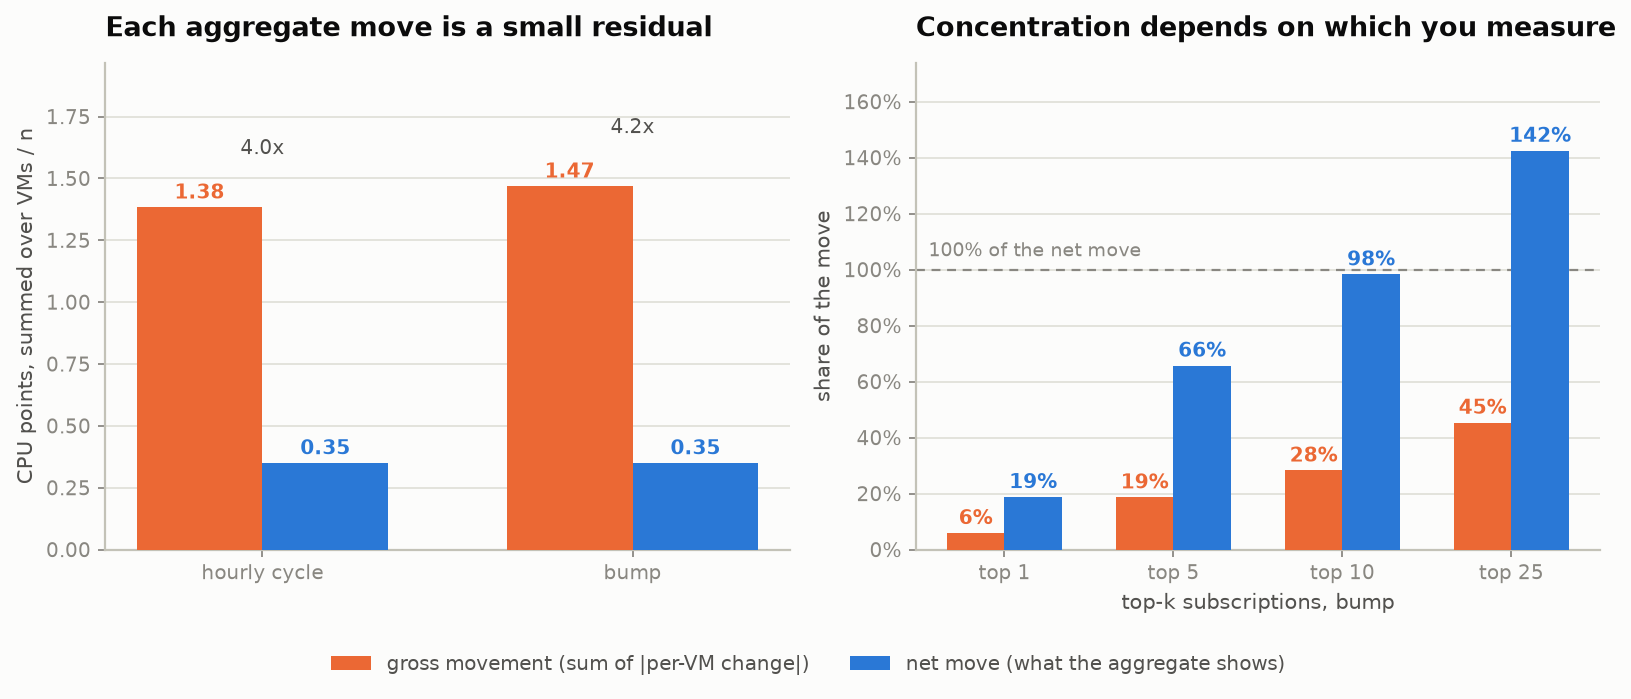 Each aggregate move is a small residual
CPU points, summed over VMs / n
1.75
1.50
1.25
1.00
0.75
0.50
0.25
0.00
4.0x
4.2x
1.38
0.35
1.47
0.35
hourly cycle
bump
Concentration depends on which you measure
share of the move
160%
140%
120%
100%
80%
60%
40%
20%
0%
100% of the net move
6%
19%
19%
66%
28%
98%
45%
142%
top 1
top 5
top 10
top 25
top-k subscriptions, bump
gross movement (sum of |per-VM change|)
net move (what the aggregate shows)